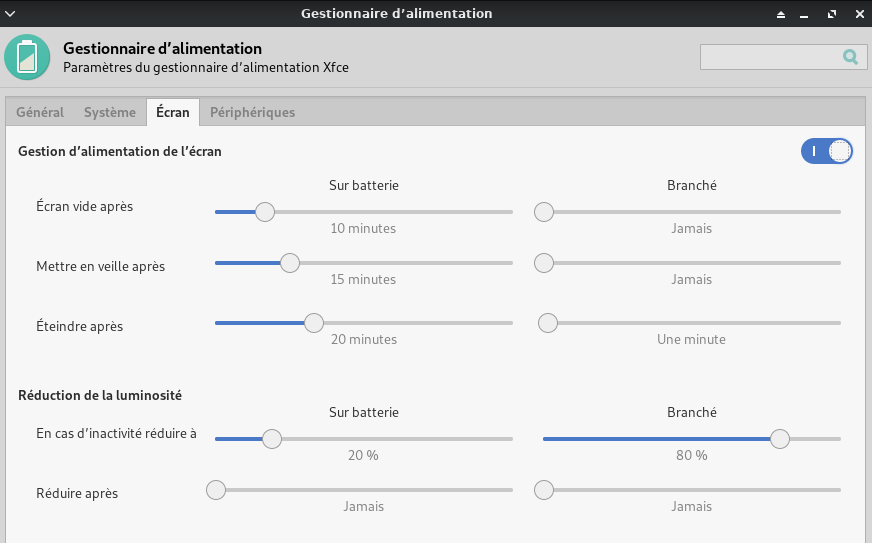 Gestionnaire d’alimentation
Gestionnaire d’alimentation
Paramètres du gestionnaire d’alimentation Xfce
Général Système Écran Périphériques
Gestion d’alimentation de l’écran
Sur batterie Branché
Écran vide après
10 minutes Jamais
Mettre en veille après
15 minutes Jamais
Éteindre après
20 minutes Une minute
Réduction de la luminosité
Sur batterie Branché
En cas d’inactivité réduire à
20 % 80 %
Réduire après
Jamais Jamais